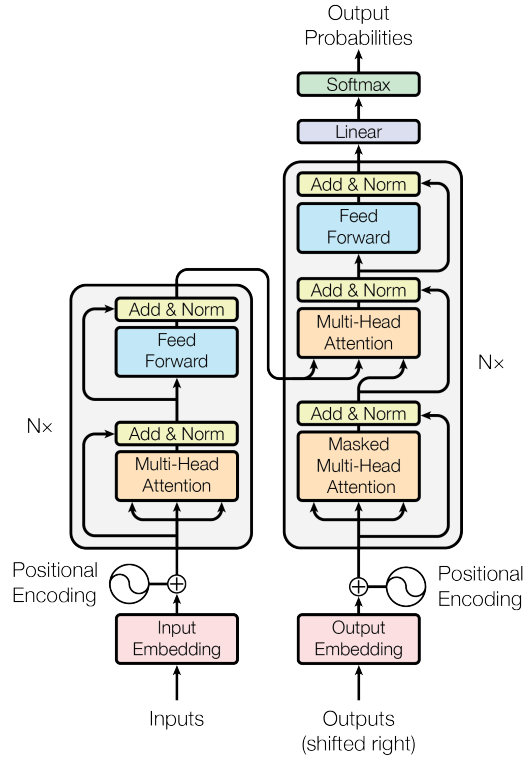 Output
Probabilities
Softmax
Linear
Add & Norm
Feed
Forward
Add & Norm
Multi-Head
Attention
Add & Norm
Masked
Multi-Head
Attention
N×
Add & Norm
Feed
Forward
Add & Norm
Multi-Head
Attention
N×
Positional
Encoding
Positional
Encoding
Input
Embedding
Output
Embedding
Inputs
Outputs
(shifted right)